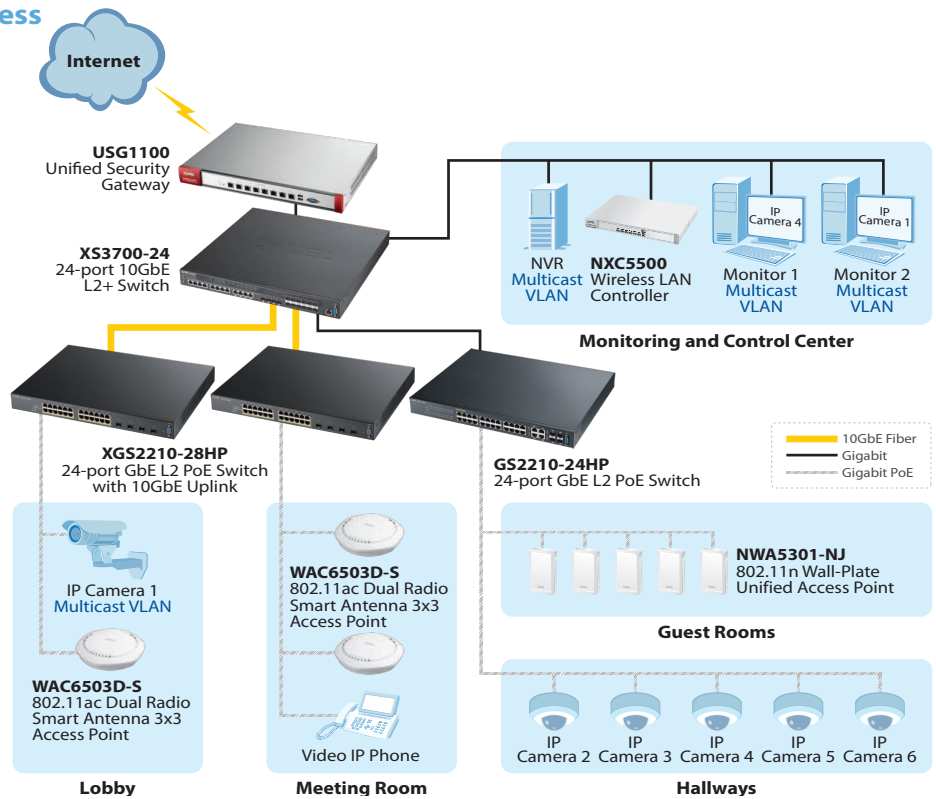 ess
Internet
USG1100
Unified Security
Gateway
XS3700-24
24-port 10GbE
L2+ Switch
NVR
Multicast
VLAN
NXC5500
Wireless LAN
Controller
IP
Camera 4
Monitor 1
Multicast
VLAN
IP
Camera 1
Monitor 2
Multicast
VLAN
Monitoring and Control Center
XGS2210-28HP
24-port GbE L2 PoE Switch
with 10GbE Uplink
GS2210-24HP
24-port GbE L2 PoE Switch
10GbE Fiber
Gigabit
Gigabit PoE
IP Camera 1
Multicast VLAN
WAC6503D-S
802.11ac Dual Radio
Smart Antenna 3x3
Access Point
Lobby
WAC6503D-S
802.11ac Dual Radio
Smart Antenna 3x3
Access Point
Video IP Phone
Meeting Room
NWA5301-NJ
802.11n Wall-Plate
Unified Access Point
Guest Rooms
IP
Camera 2
IP
Camera 3
IP
Camera 4
IP
Camera 5
IP
Camera 6
Hallways